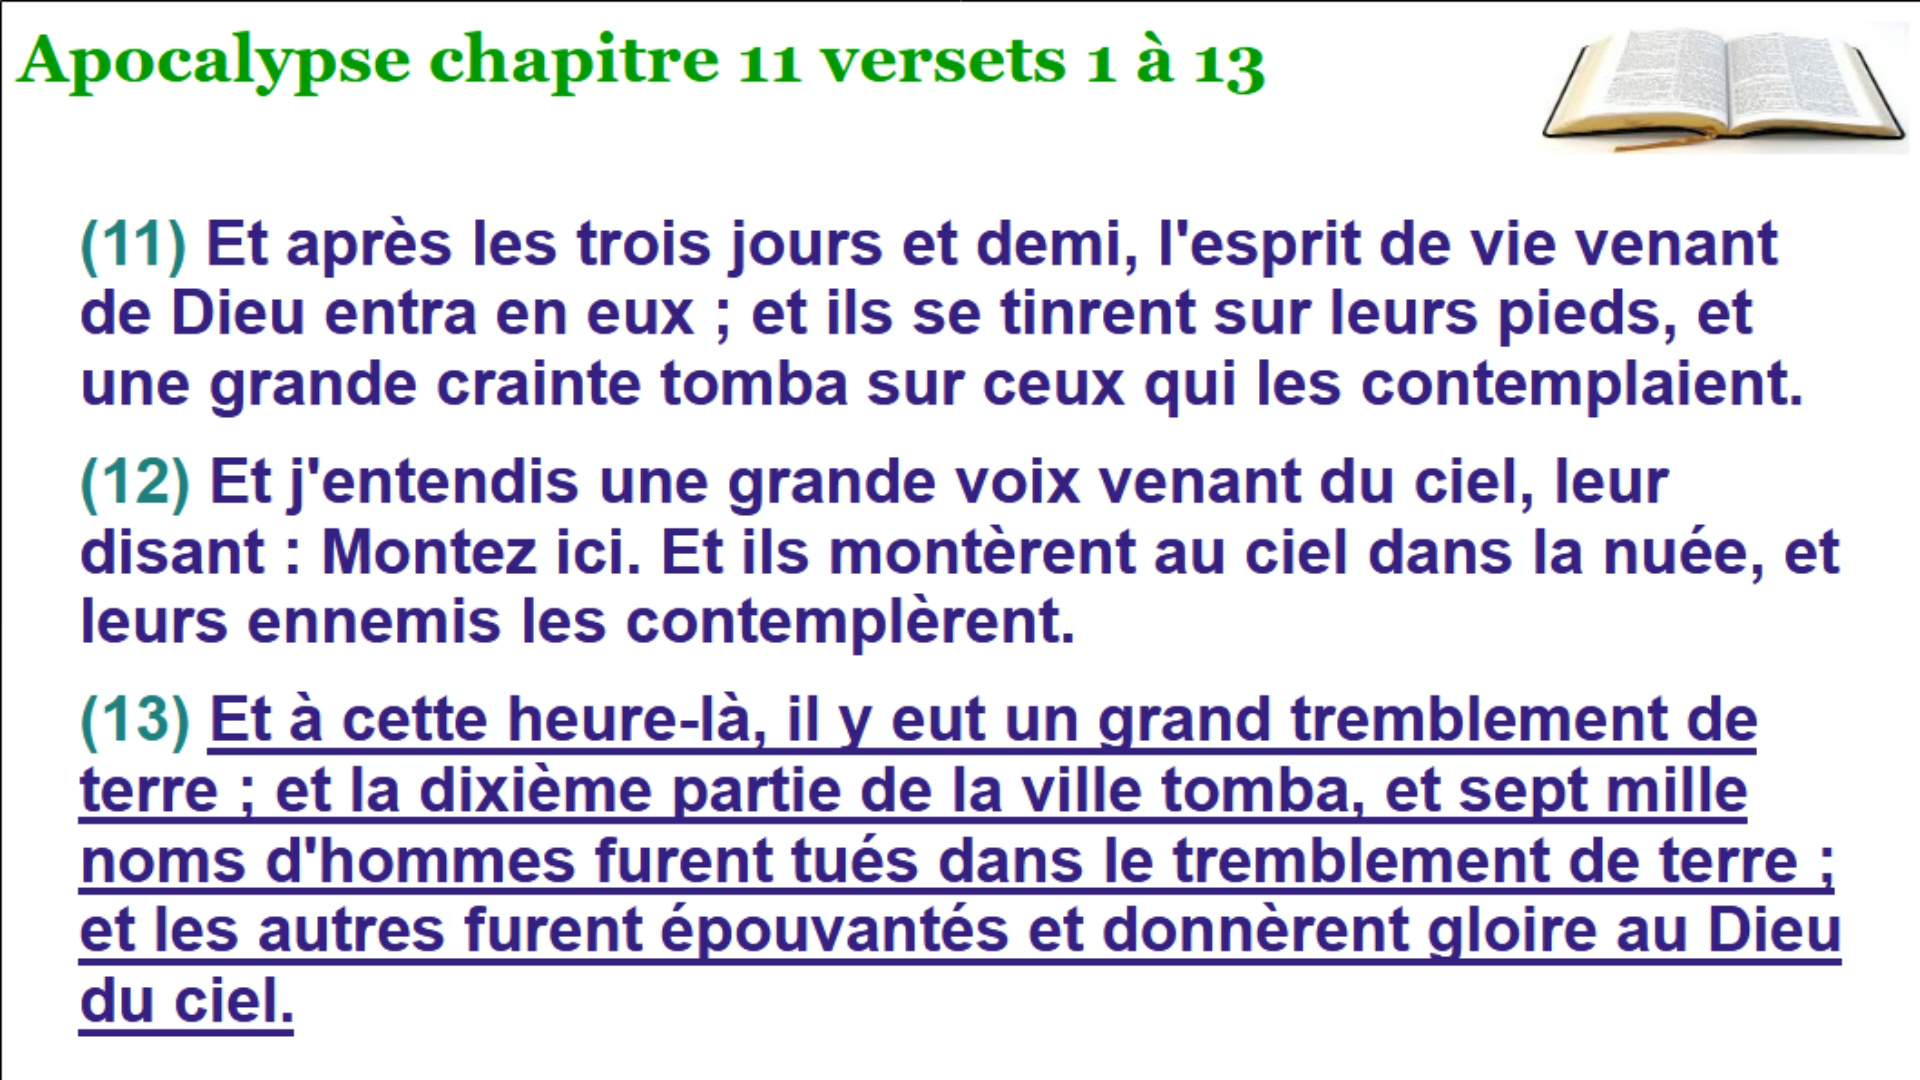 Apocalypse chapitre 11 versets 1 à 13
(11) Et après les trois jours et demi, l'esprit de vie venant
de Dieu entra en eux ; et ils se tinrent sur leurs pieds, et
une grande crainte tomba sur ceux qui les contemplaient.
(12) Et j'entendis une grande voix venant du ciel, leur
disant : Montez ici. Et ils montèrent au ciel dans la nuée, et
leurs ennemis les contemplèrent.
(13) Et à cette heure-là, il y eut un grand tremblement de
terre ; et la dixième partie de la ville tomba, et sept mille
noms d'hommes furent tués dans le tremblement de terre ;
et les autres furent épouvantés et donnèrent gloire au Dieu
du ciel.